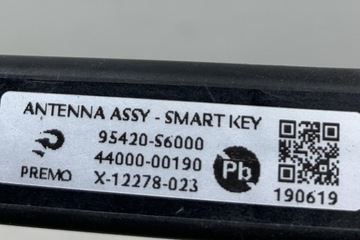 ANTENNA ASSY - SMART KEY
95420-S6000
44000-00190
PREMO X-12278-023
Pb
190619